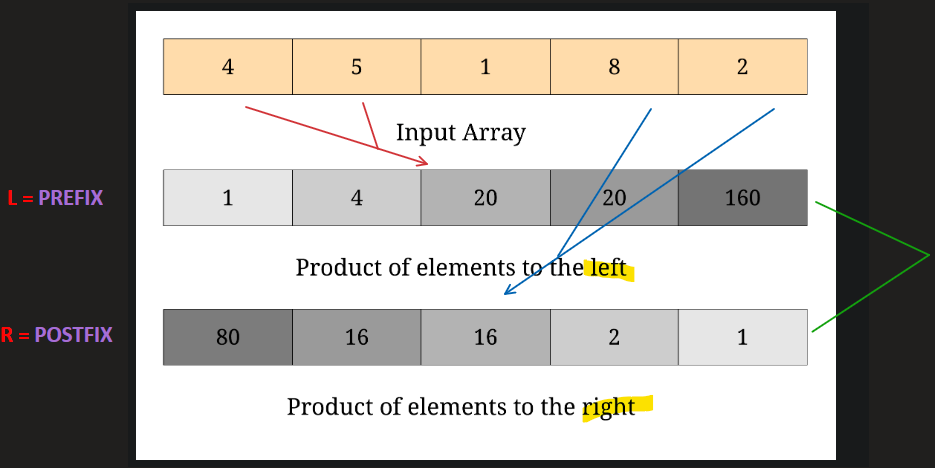 4 5 1 8 2
Input Array
L = PREFIX 1 4 20 20 160
Product of elements to the left
R = POSTFIX 80 16 16 2 1
Product of elements to the right